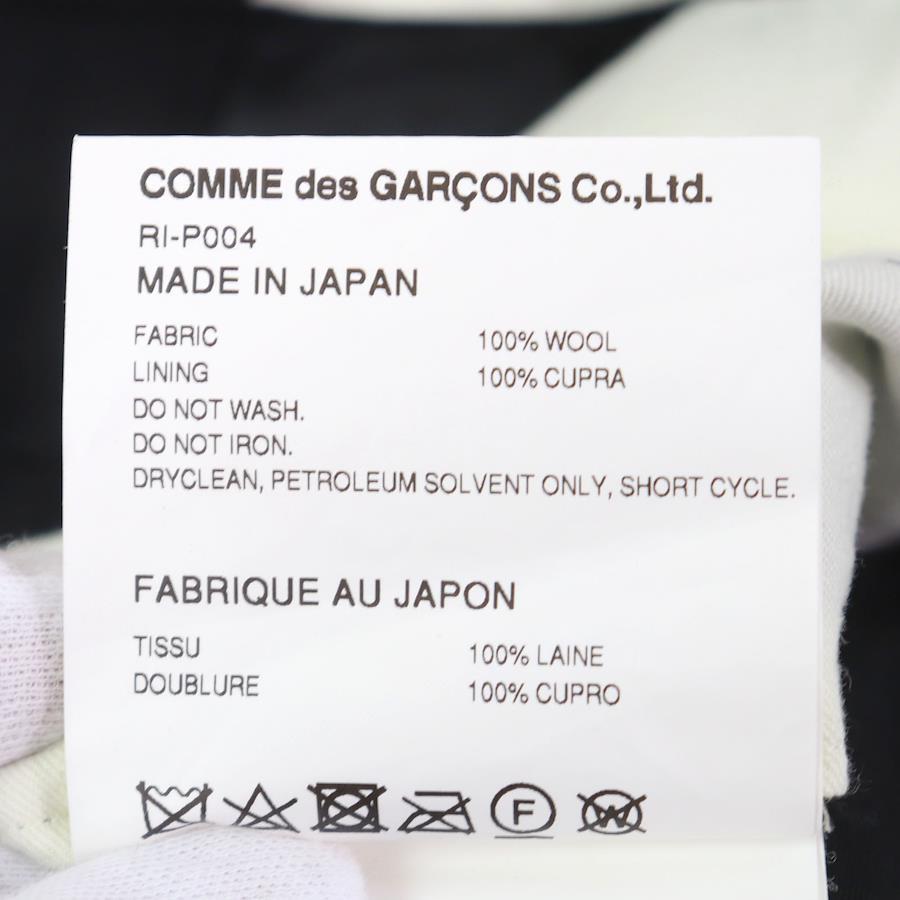 COMME des GARÇONS Co.,Ltd.
RI-P004
MADE IN JAPAN
FABRIC 100% WOOL
LINING 100% CUPRA
DO NOT WASH.
DO NOT IRON.
DRYCLEAN, PETROLEUM SOLVENT ONLY, SHORT CYCLE.
FABRIQUE AU JAPON
TISSU 100% LAINE
DOUBLURE 100% CUPRO
F W